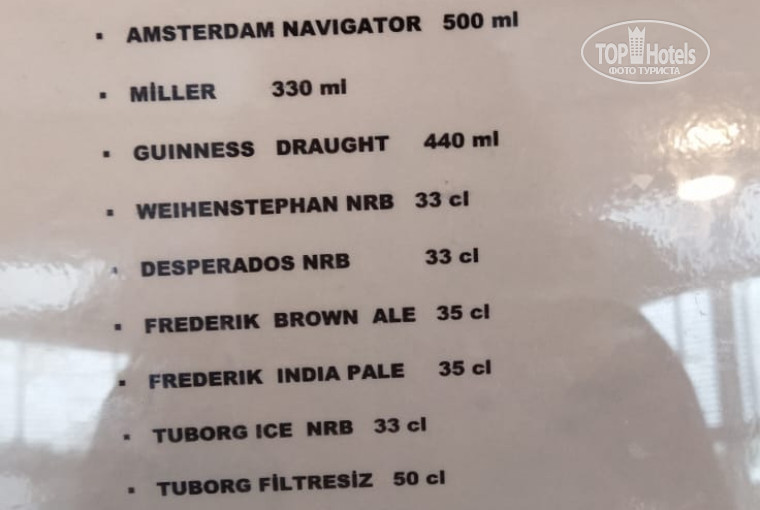 ▪ AMSTERDAM NAVIGATOR 500 ml
TOP Hotels
ФОТО ТУРИСТА
▪ MİLLER 330 ml
▪ GUINNESS DRAUGHT 440 ml
▪ WEIHENSTEPHAN NRB 33 cl
▪ DESPERADOS NRB 33 cl
▪ FREDERIK BROWN ALE 35 cl
▪ FREDERIK INDIA PALE 35 cl
▪ TUBORG ICE NRB 33 cl
▪ TUBORG FİLTRESİZ 50 cl